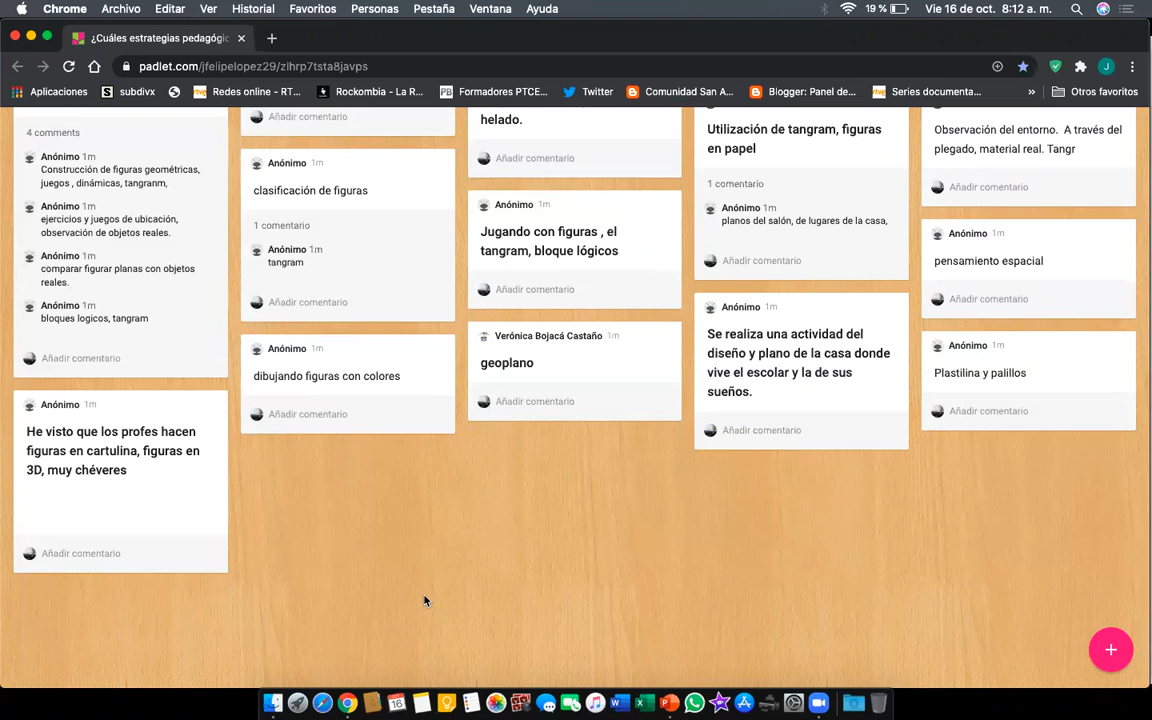 Chrome Archivo Editar Ver Historial Favoritos Personas Pestaña Ventana Ayuda 19 % Vie 16 de oct. 8:12 a. m.
¿Cuáles estrategias pedagógic
padlet.com/jfelipelopez29/zlhrp7tsta8javps J
Aplicaciones subdivx Redes online - RT... Rockombia - La R... PB Formadores PTCE... Twitter Comunidad San A... Blogger: Panel de... Series documenta... » Otros favoritos
4 comments
Anónimo 1m
Construcción de figuras geométricas,
juegos , dinámicas, tangranm,
Anónimo 1m
ejercicios y juegos de ubicación,
observación de objetos reales.
Anónimo 1m
comparar figurar planas con objetos
reales.
Anónimo 1m
bloques logicos, tangram
Añadir comentario
Anónimo 1m
He visto que los profes hacen
figuras en cartulina, figuras en
3D, muy chéveres
Añadir comentario
Añadir comentario
Anónimo 1m
clasificación de figuras
1 comentario
Anónimo 1m
tangram
Añadir comentario
Anónimo 1m
dibujando figuras con colores
Añadir comentario
helado.
Añadir comentario
Anónimo 1m
Jugando con figuras , el
tangram, bloque lógicos
Añadir comentario
Verónica Bojacá Castaño 1m
geoplano
Añadir comentario
Utilización de tangram, figuras
en papel
1 comentario
Anónimo 1m
planos del salón, de lugares de la casa,
Añadir comentario
Anónimo 1m
Se realiza una actividad del
diseño y plano de la casa donde
vive el escolar y la de sus
sueños.
Añadir comentario
Observación del entorno. A través del
plegado, material real. Tangr
Añadir comentario
Anónimo 1m
pensamiento espacial
Añadir comentario
Anónimo 1m
Plastilina y palillos
Añadir comentario